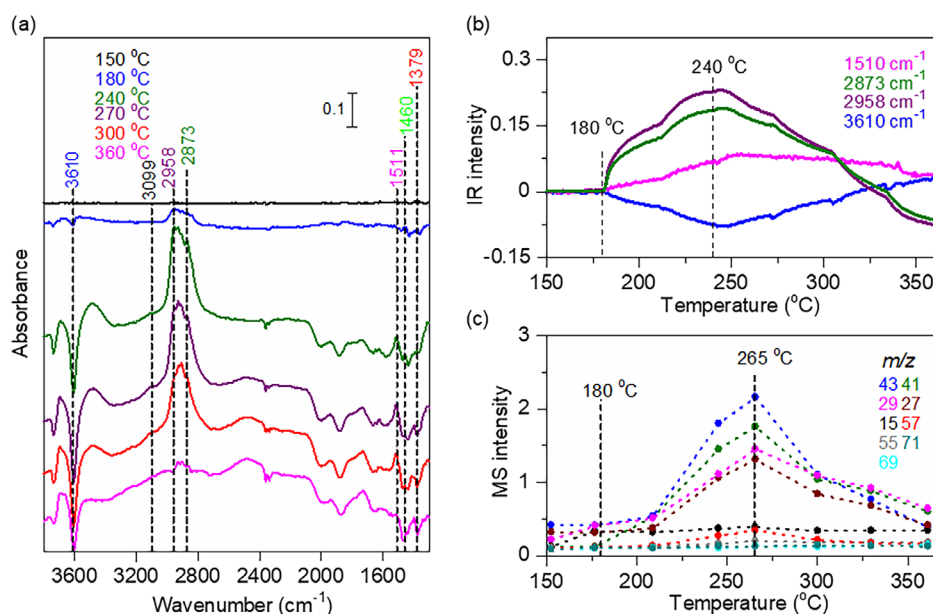 (a)
150 °C
180 °C
240 °C
270 °C
300 °C
360 °C
0.1
3610
3099
2958
2873
1511
1460
1379
Absorbance
3600 3200 2800 2400 2000 1600
Wavenumber (cm⁻¹)
(b)
0.3
0.15
0
-0.15
IR intensity
180 °C
240 °C
1510 cm⁻¹
2873 cm⁻¹
2958 cm⁻¹
3610 cm⁻¹
150 200 250 300 350
Temperature (°C)
(c)
3
2
1
0
MS intensity
180 °C
265 °C
m/z
43 41
29 27
15 57
55 71
69
150 200 250 300 350
Temperature (°C)